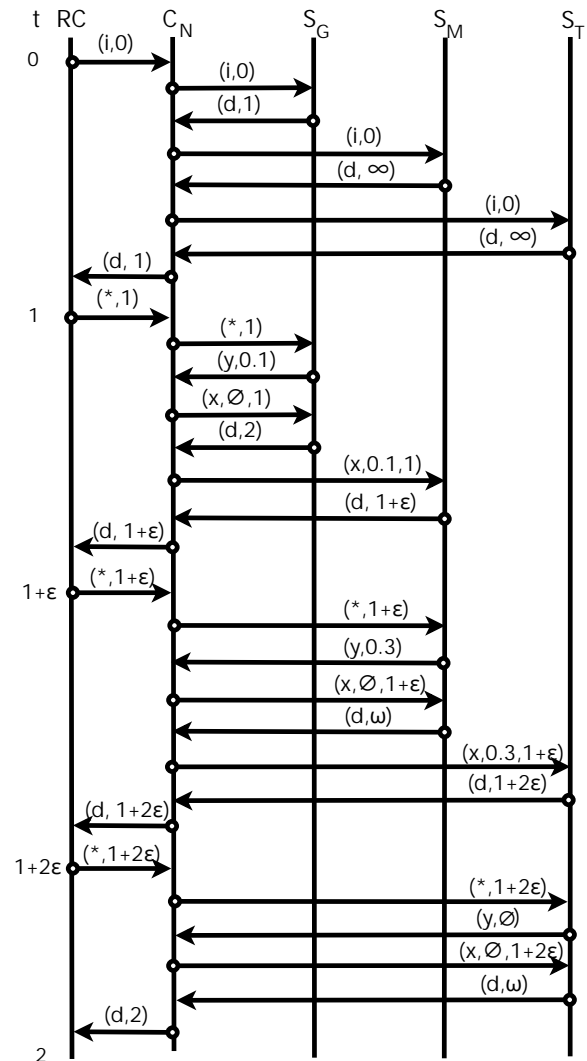 t RC C_N S_G S_M S_T
0
(i,0)
(i,0)
(d,1)
(i,0)
(d, ∞)
(i,0)
(d, ∞)
(d, 1)
1
(*,1)
(*,1)
(y,0.1)
(x,∅,1)
(d,2)
(x,0.1,1)
(d, 1+ε)
(d, 1+ε)
1+ε
(*,1+ε)
(*,1+ε)
(y,0.3)
(x,∅,1+ε)
(d,ω)
(x,0.3,1+ε)
(d,1+2ε)
(d, 1+2ε)
1+2ε
(*,1+2ε)
(*,1+2ε)
(y,∅)
(x,∅,1+2ε)
(d,ω)
(d,2)
2